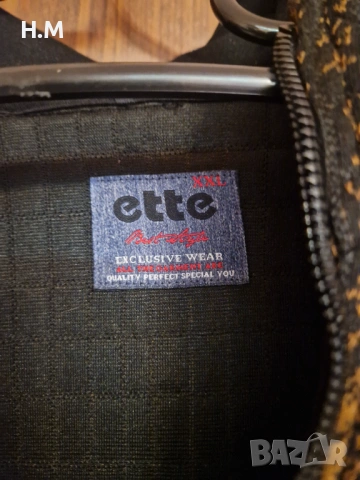 H.M
XXL
ette
EXCLUSIVE WEAR
QUALITY PERFECT SPECIAL YOU
BAZAR